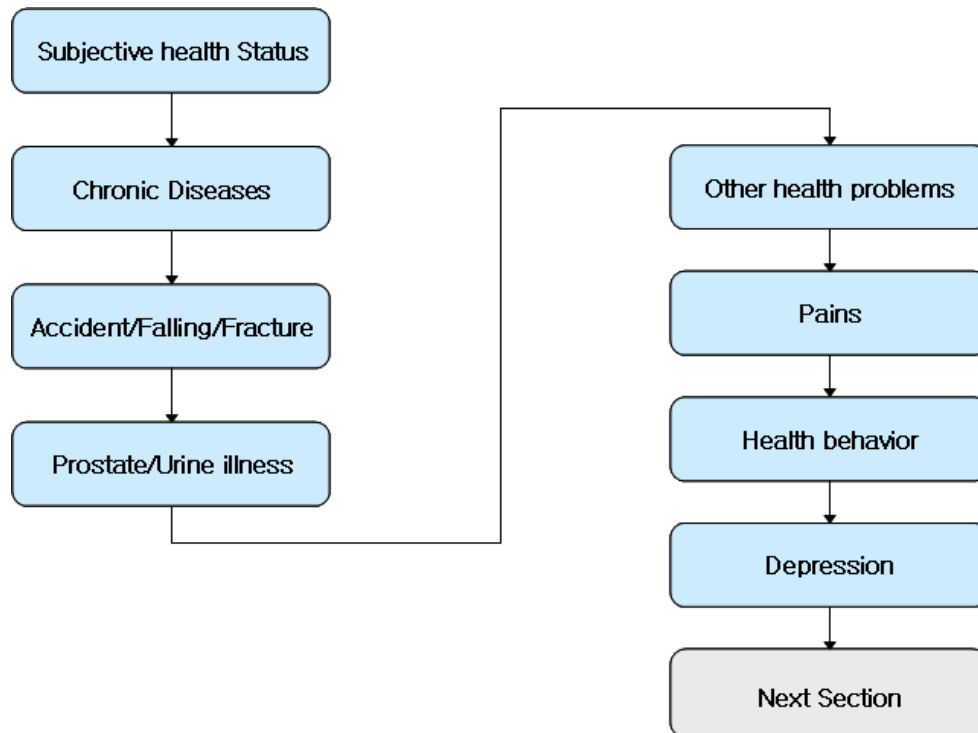 Subjective health Status
Chronic Diseases
Accident/Falling/Fracture
Prostate/Urine illness
Other health problems
Pains
Health behavior
Depression
Next Section